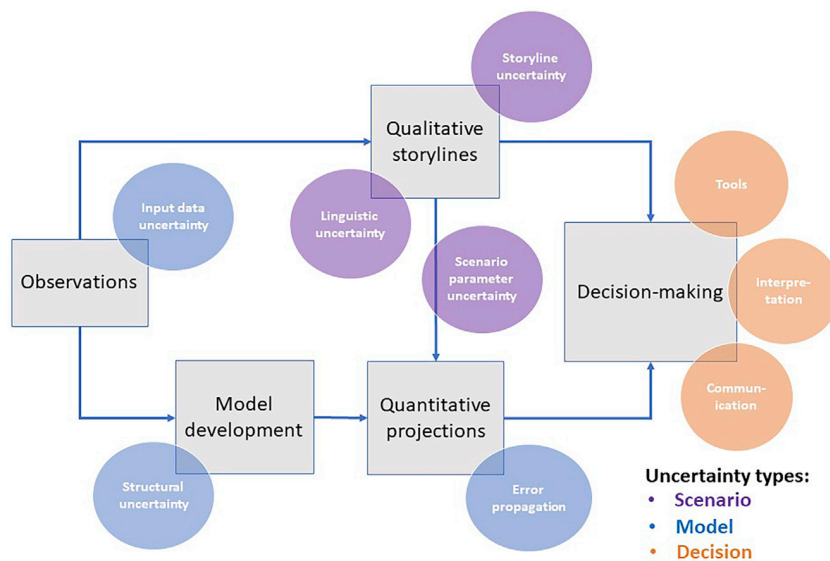 Storyline
uncertainty
Qualitative
storylines
Tools
Input data
uncertainty
Linguistic
uncertainty
Scenario
parameter
uncertainty
Observations
Decision-making
Interpre-
tation
Model
development
Quantitative
projections
Commun-
ication
Structural
uncertainty
Error
propagation
Uncertainty types:
• Scenario
• Model
• Decision